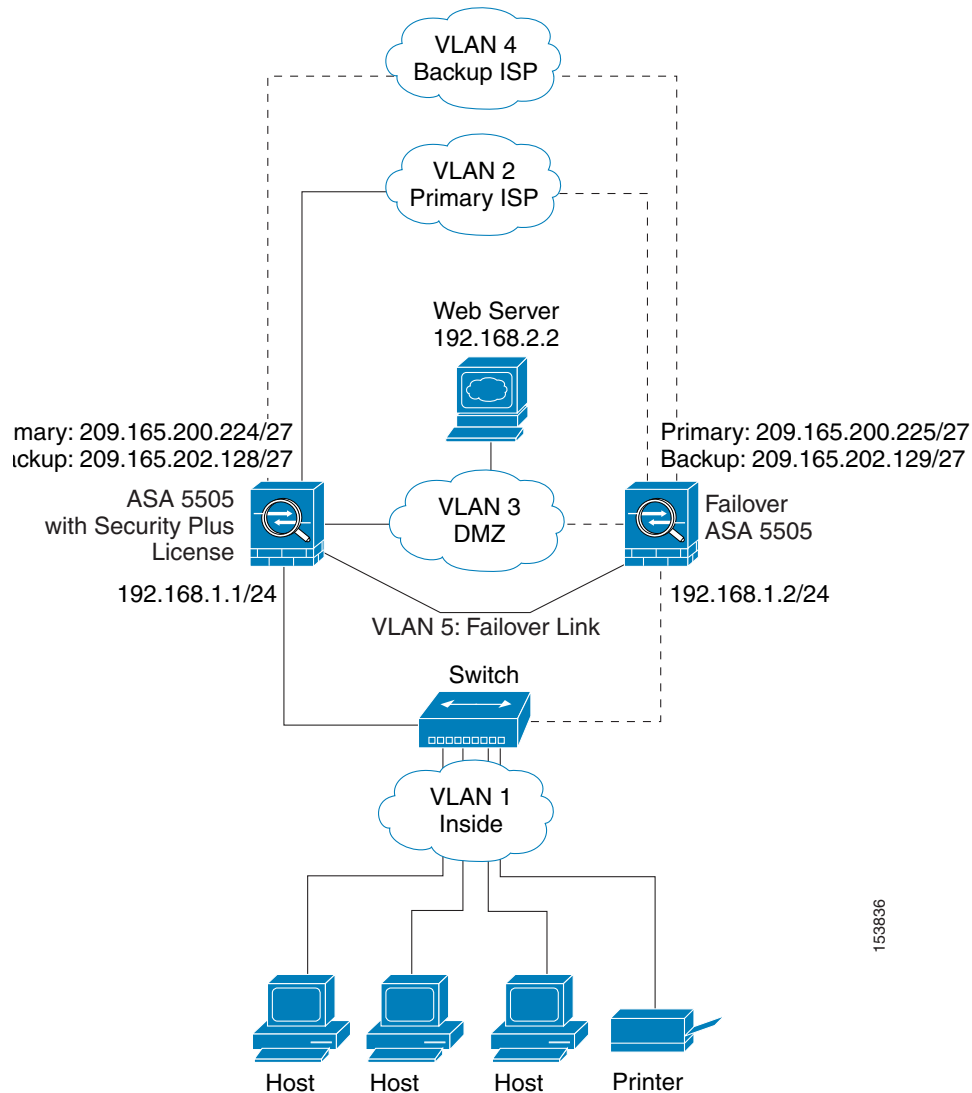 VLAN 4
Backup ISP
VLAN 2
Primary ISP
Web Server
192.168.2.2
mary: 209.165.200.224/27
ckup: 209.165.202.128/27
Primary: 209.165.200.225/27
Backup: 209.165.202.129/27
ASA 5505
with Security Plus
License
VLAN 3
DMZ
Failover
ASA 5505
192.168.1.1/24
192.168.1.2/24
VLAN 5: Failover Link
Switch
VLAN 1
Inside
153836
Host
Host
Host
Printer